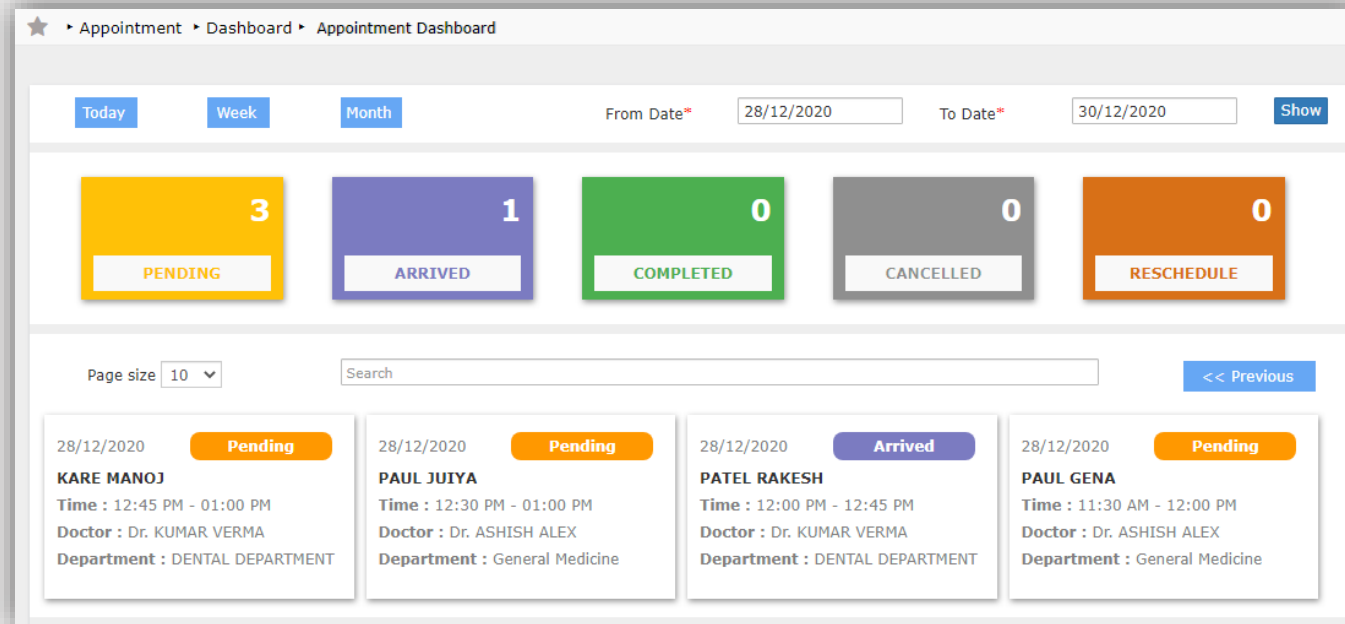 ‣ Appointment ‣ Dashboard ‣ Appointment Dashboard
Today Week Month From Date* 28/12/2020 To Date* 30/12/2020 Show
3 1 0 0 0
PENDING ARRIVED COMPLETED CANCELLED RESCHEDULE
Page size 10 Search << Previous
28/12/2020 Pending
KARE MANOJ
Time : 12:45 PM - 01:00 PM
Doctor : Dr. KUMAR VERMA
Department : DENTAL DEPARTMENT
28/12/2020 Pending
PAUL JUIYA
Time : 12:30 PM - 01:00 PM
Doctor : Dr. ASHISH ALEX
Department : General Medicine
28/12/2020 Arrived
PATEL RAKESH
Time : 12:00 PM - 12:45 PM
Doctor : Dr. KUMAR VERMA
Department : DENTAL DEPARTMENT
28/12/2020 Pending
PAUL GENA
Time : 11:30 AM - 12:00 PM
Doctor : Dr. ASHISH ALEX
Department : General Medicine